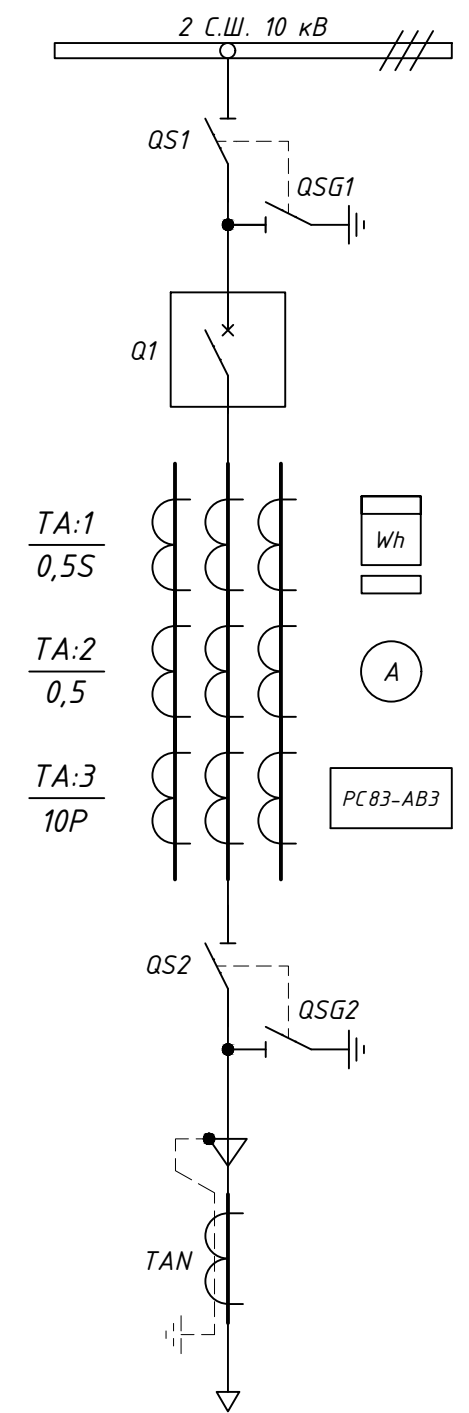 2 С.Ш. 10 кВ
QS1
QSG1
Q1
TA:1
0,5S
Wh
TA:2
0,5
A
TA:3
10P
РС83-АВ3
QS2
QSG2
TAN